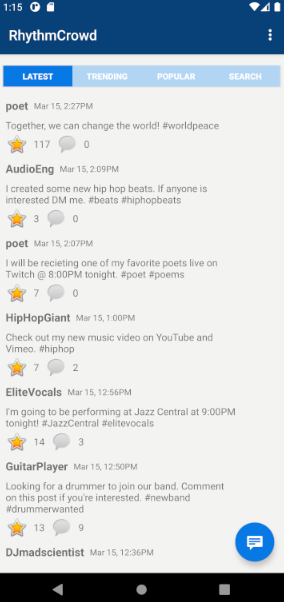 1:15
RhythmCrowd
LATEST TRENDING POPULAR SEARCH
poet Mar 15, 2:27PM
Together, we can change the world! #worldpeace
117 0
AudioEng Mar 15, 2:09PM
I created some new hip hop beats. If anyone is
interested DM me. #beats #hiphopbeats
3 0
poet Mar 15, 2:07PM
I will be recieting one of my favorite poets live on
Twitch @ 8:00PM tonight. #poet #poems
7 0
HipHopGiant Mar 15, 1:00PM
Check out my new music video on YouTube and
Vimeo. #hiphop
7 2
EliteVocals Mar 15, 12:56PM
I'm going to be performing at Jazz Central at 9:00PM
tonight! #JazzCentral #elitevocals
14 3
GuitarPlayer Mar 15, 12:50PM
Looking for a drummer to join our band. Comment
on this post if you're interested. #newband
#drummerwanted
13 9
DJmadscientist Mar 15, 12:36PM